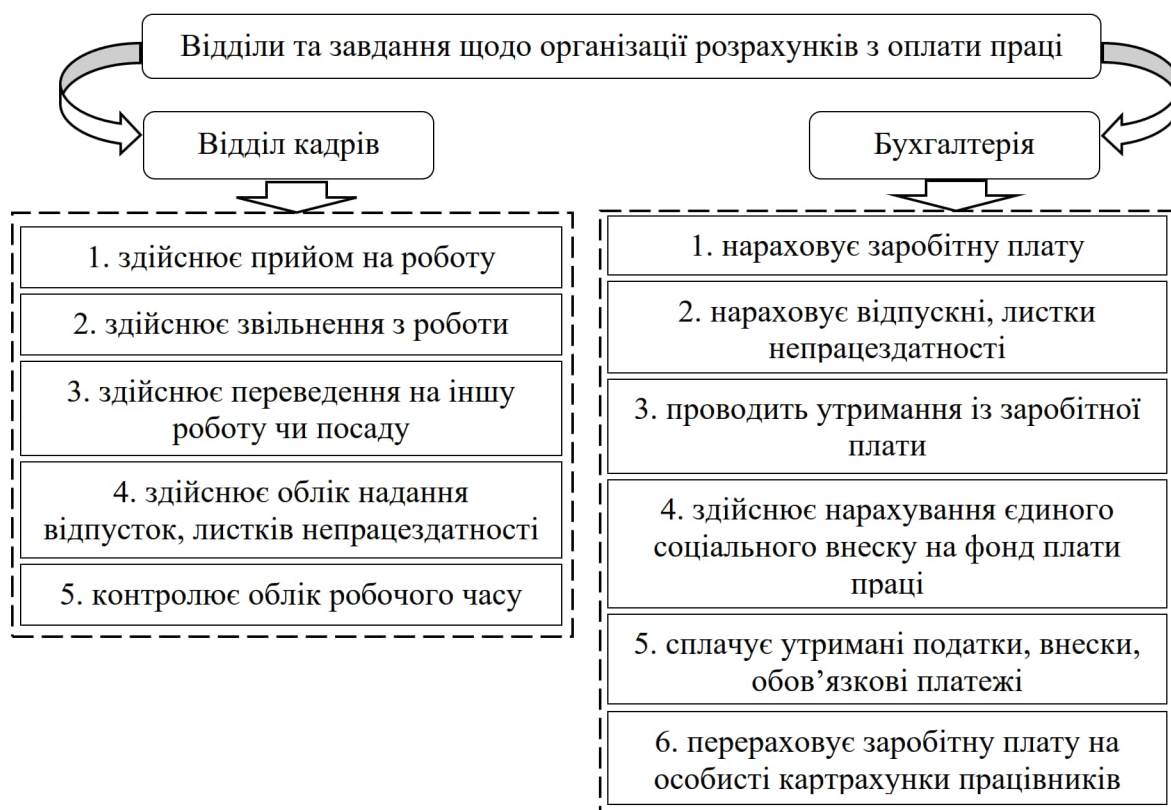 Відділи та завдання щодо організації розрахунків з оплати праці
Відділ кадрів
1. здійснює прийом на роботу
2. здійснює звільнення з роботи
3. здійснює переведення на іншу
роботу чи посаду
4. здійснює облік надання
відпусток, листків непрацездатності
5. контролює облік робочого часу
Бухгалтерія
1. нараховує заробітну плату
2. нараховує відпускні, листки
непрацездатності
3. проводить утримання із заробітної
плати
4. здійснює нарахування єдиного
соціального внеску на фонд плати
праці
5. сплачує утримані податки, внески,
обов’язкові платежі
6. перераховує заробітну плату на
особисті картрахунки працівників